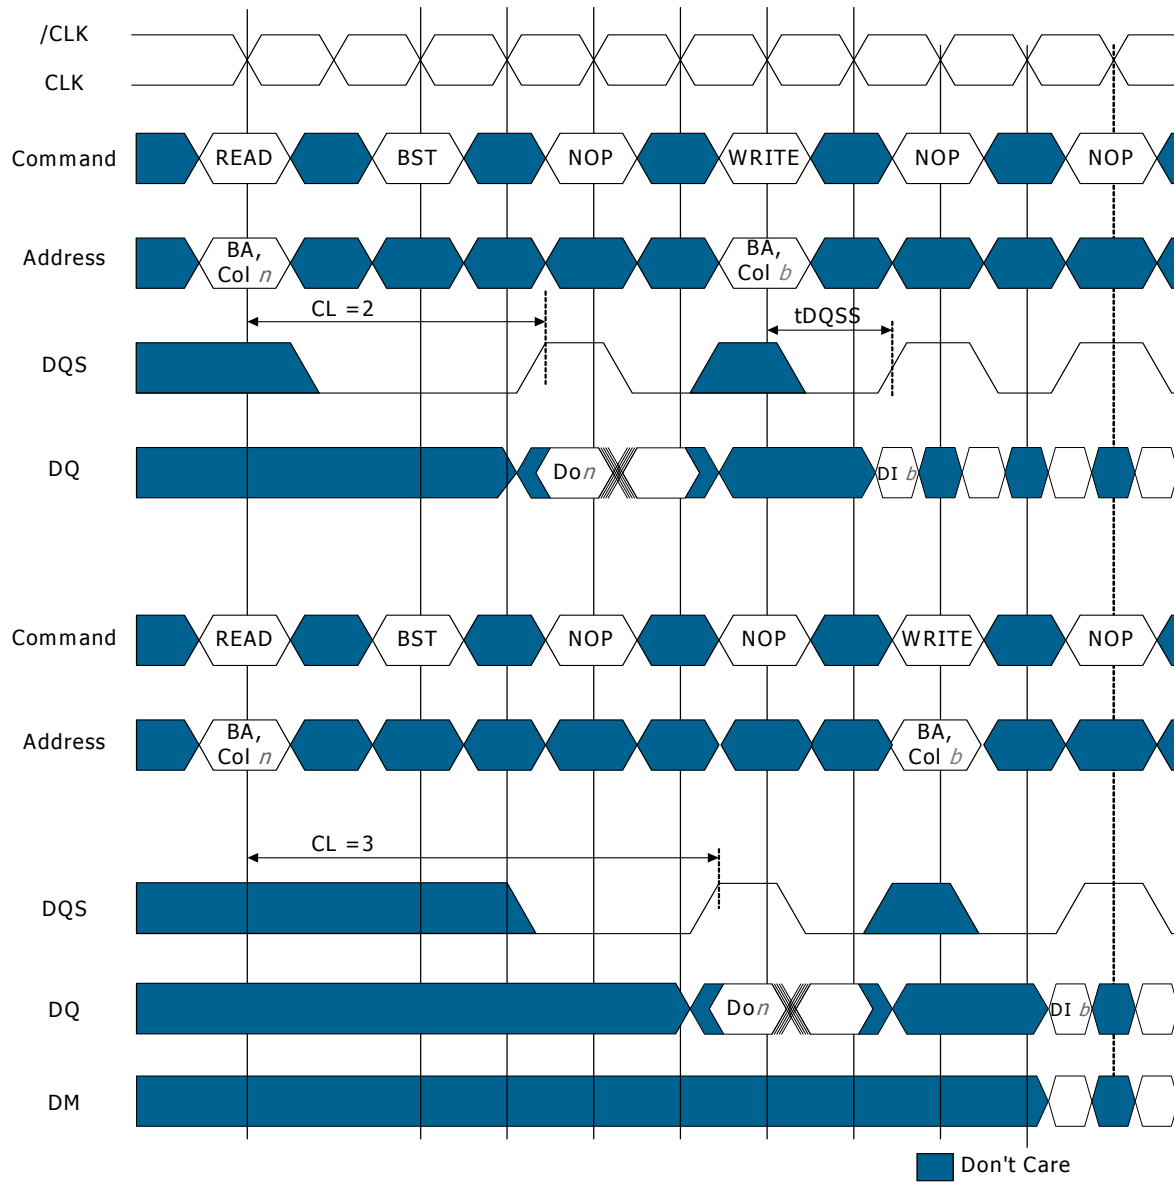 /CLK
CLK
Command
READ
BST
NOP
WRITE
NOP
NOP
Address
BA,
Col n
BA,
Col b
CL =2
tDQSS
DQS
DQ
Don
DI b
Command
READ
BST
NOP
NOP
WRITE
NOP
Address
BA,
Col n
BA,
Col b
CL =3
DQS
DQ
Don
DI b
DM
Don't Care